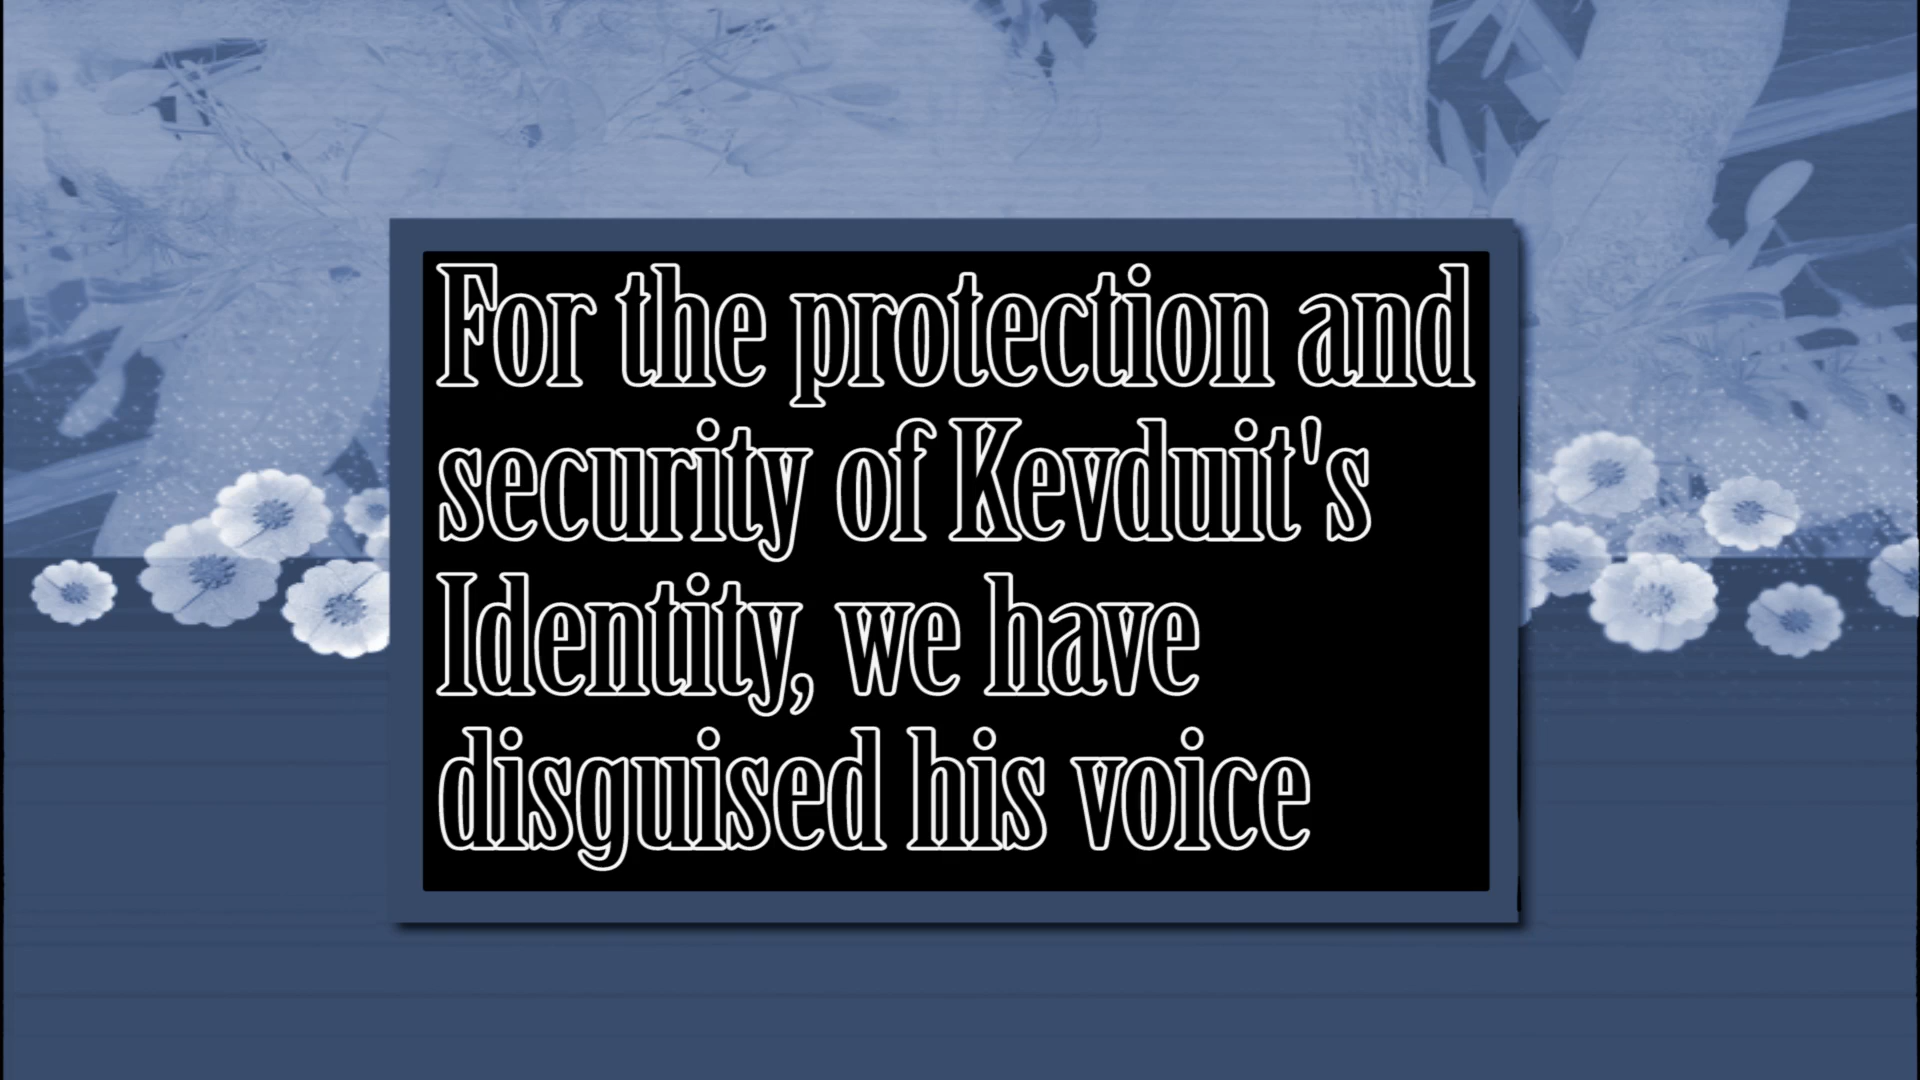 For the protection and
security of Kevduit's
Identity, we have
disguised his voice